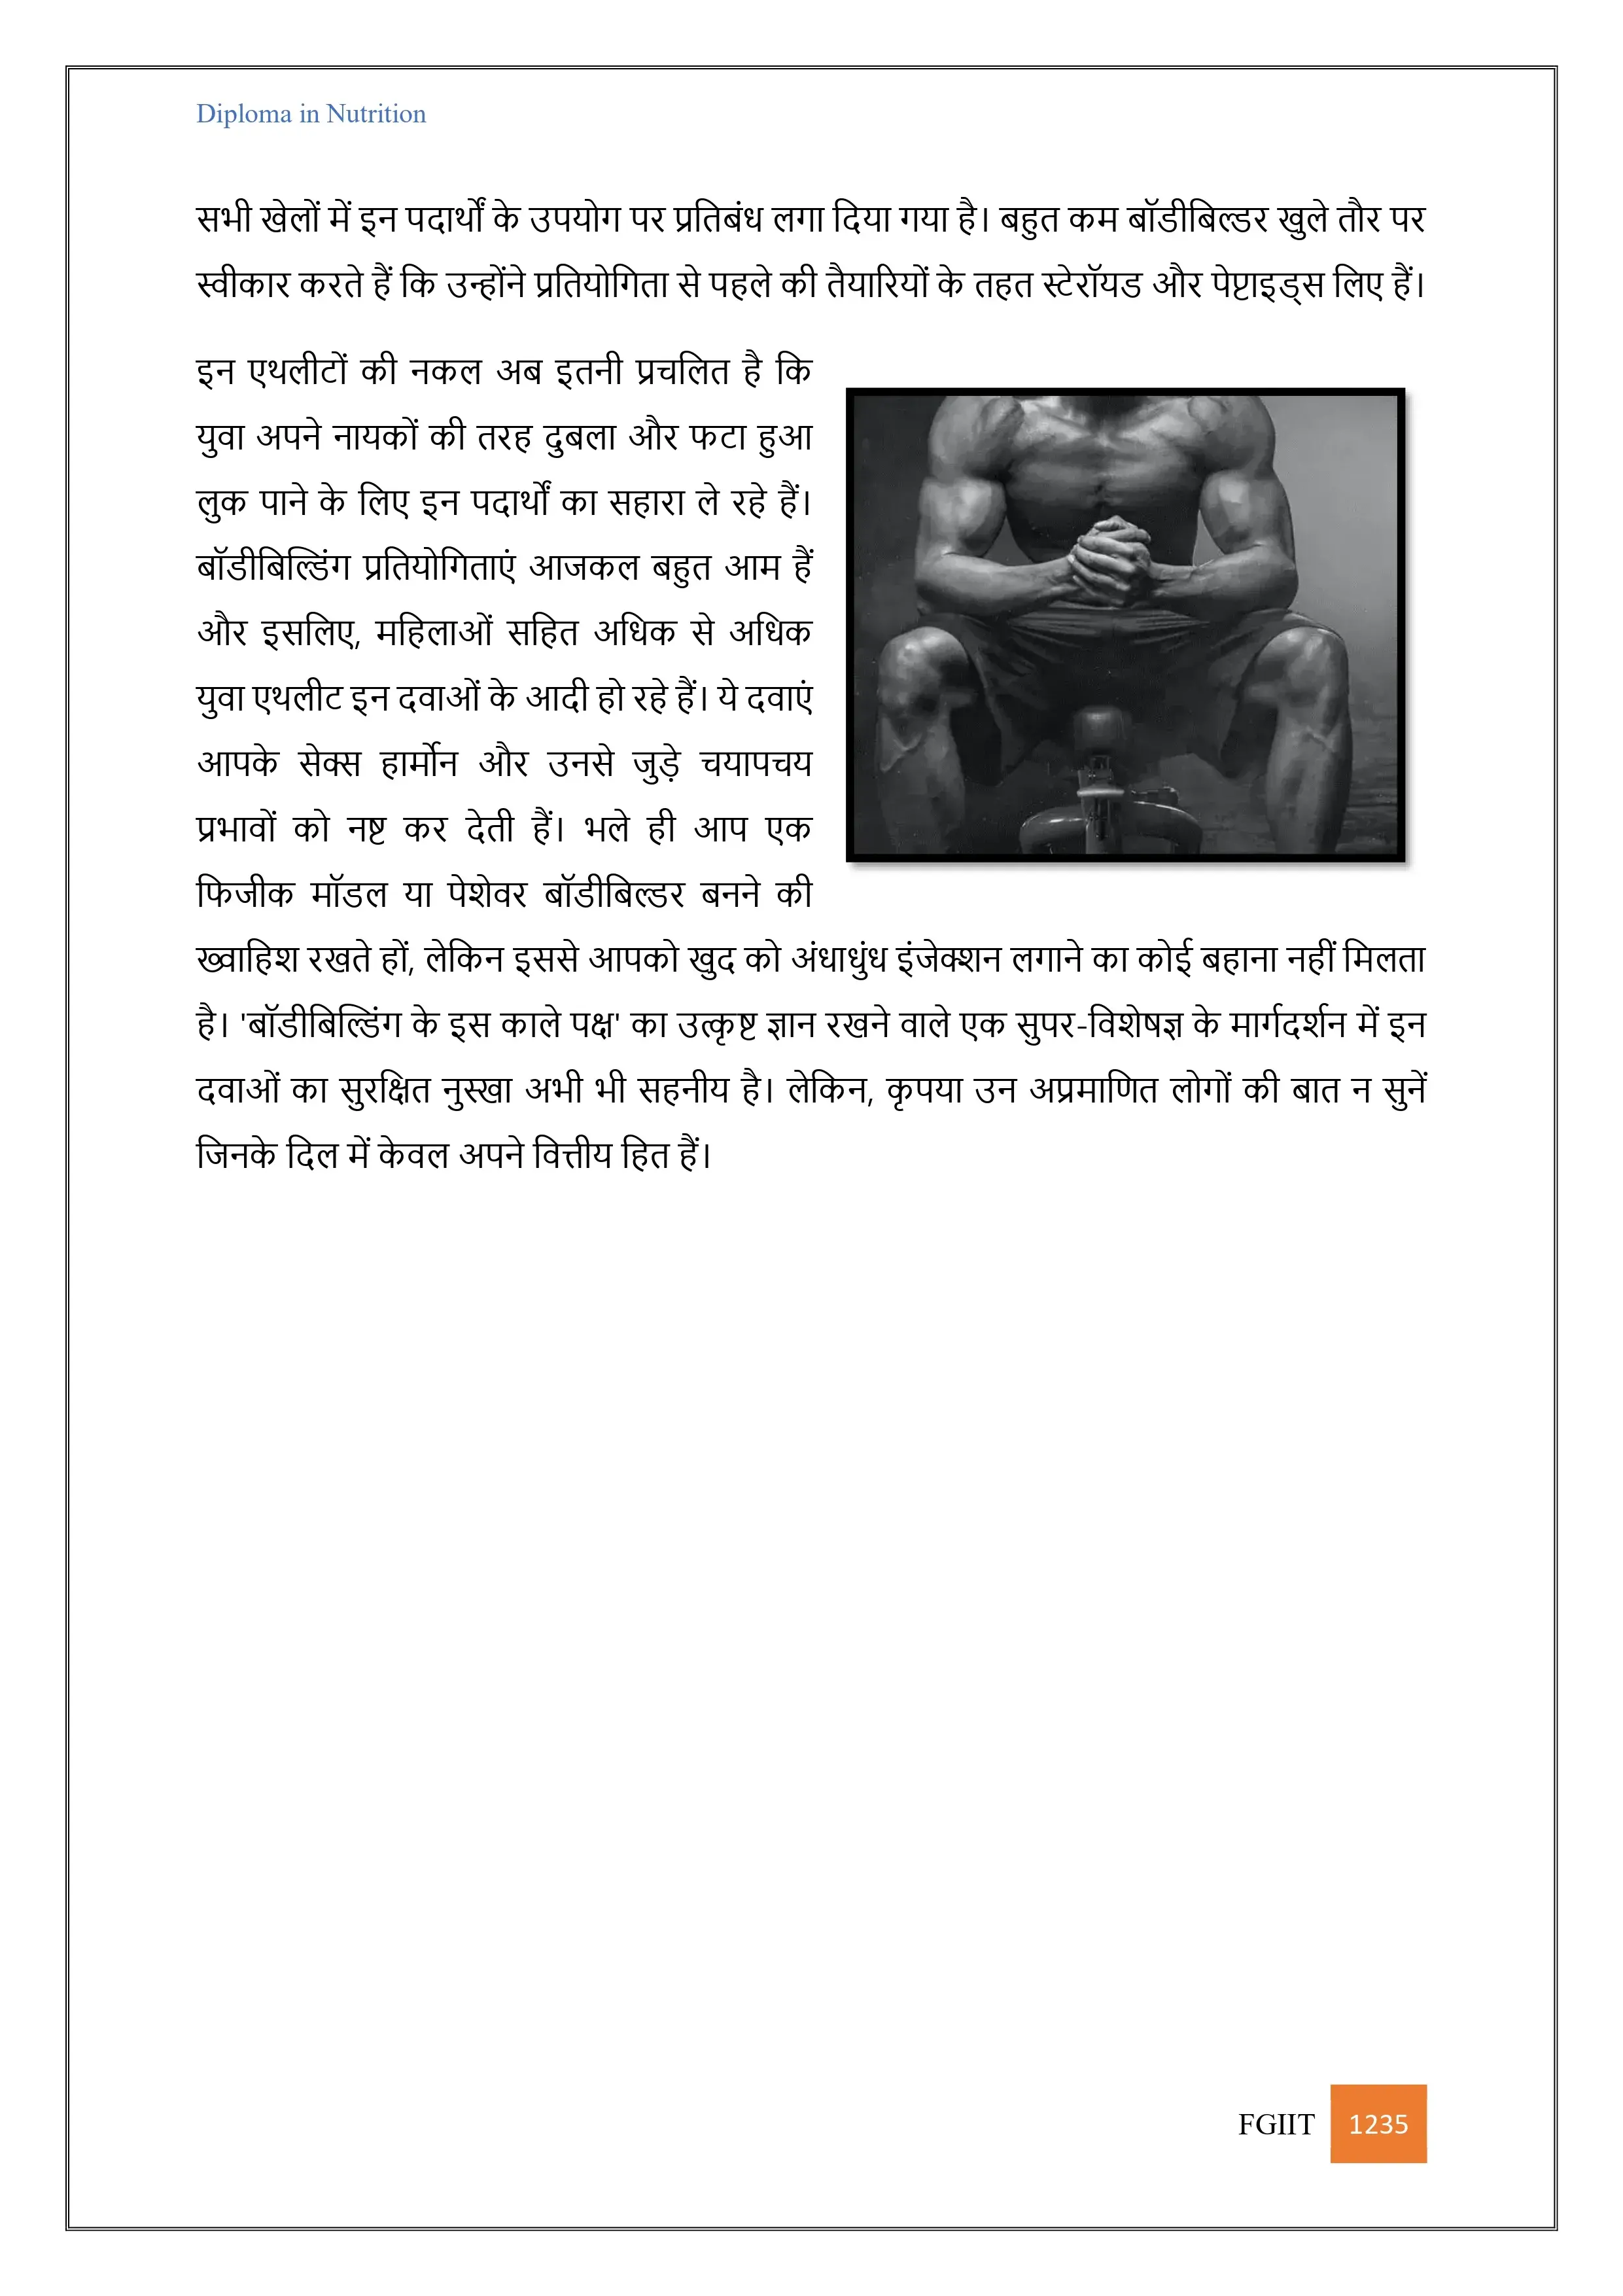 Diploma in Nutrition
सभी खेलों में इन पदार्थों के उपयोग पर प्रतिबंध लगा दिया गया है। बहुत कम बॉडीबिल्डर खुले तौर पर
स्वीकार करते हैं कि उन्होंने प्रतियोगिता से पहले की तैयारियों के तहत स्टेरॉयड और पेप्टाइड्स लिए हैं।
इन एथलीटों की नकल अब इतनी प्रचलित है कि
युवा अपने नायकों की तरह दुबला और फटा हुआ
लुक पाने के लिए इन पदार्थों का सहारा ले रहे हैं।
बॉडीबिल्डिंग प्रतियोगिताएं आजकल बहुत आम हैं
और इसलिए, महिलाओं सहित अधिक से अधिक
युवा एथलीट इन दवाओं के आदी हो रहे हैं। ये दवाएं
आपके सेक्स हार्मोन और उनसे जुड़े चयापचय
प्रभावों को नष्ट कर देती हैं। भले ही आप एक
फिजीक मॉडल या पेशेवर बॉडीबिल्डर बनने की
ख्वाहिश रखते हों, लेकिन इससे आपको खुद को अंधाधुंध इंजेक्शन लगाने का कोई बहाना नहीं मिलता
है। 'बॉडीबिल्डिंग के इस काले पक्ष' का उत्कृष्ट ज्ञान रखने वाले एक सुपर-विशेषज्ञ के मार्गदर्शन में इन
दवाओं का सुरक्षित नुस्खा अभी भी सहनीय है। लेकिन, कृपया उन अप्रमाणित लोगों की बात न सुनें
जिनके दिल में केवल अपने वित्तीय हित हैं।
FGIIT 1235